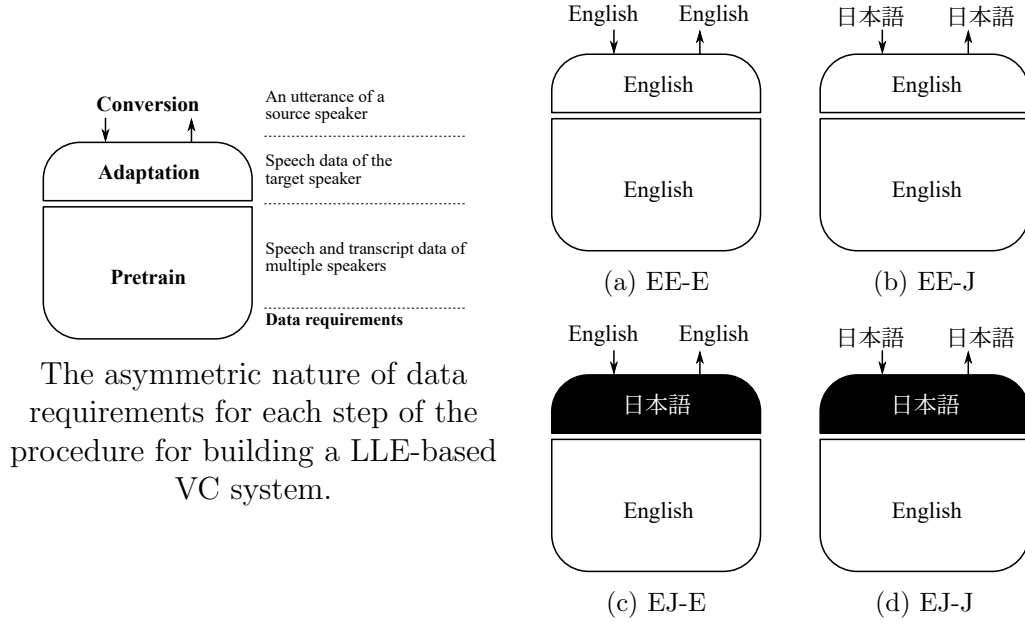 Conversion
An utterance of a
source speaker
Adaptation
Speech data of the
target speaker
Pretrain
Speech and transcript data of
multiple speakers
Data requirements
The asymmetric nature of data
requirements for each step of the
procedure for building a LLE-based
VC system.
English English
English
English
(a) EE-E
日本語 日本語
English
English
(b) EE-J
English English
日本語
English
(c) EJ-E
日本語 日本語
日本語
English
(d) EJ-J